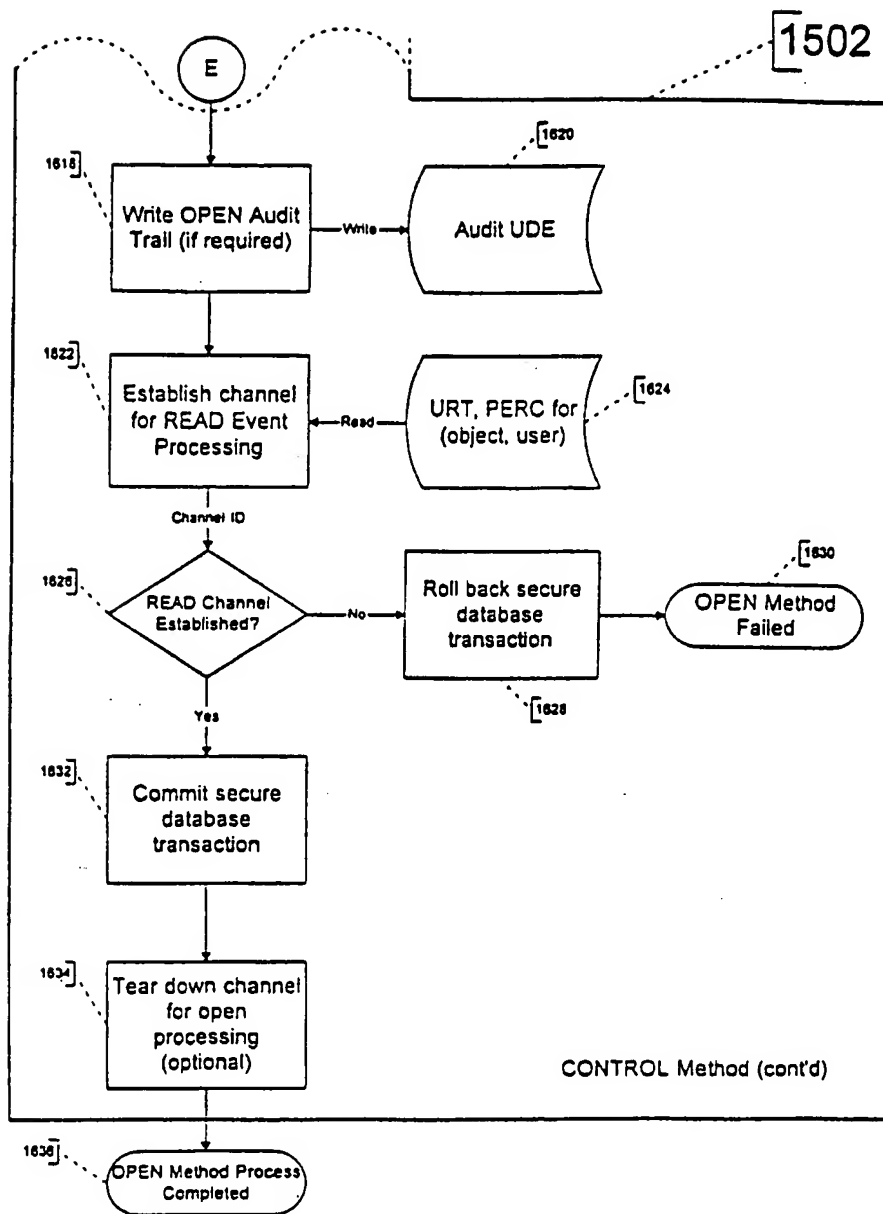 1502
E
1618
Write OPEN Audit
Trail (if required)
Write
1620
Audit UDE
1622
Establish channel
for READ Event
Processing
Read
URT, PERC for
(object, user)
1624
Channel ID
1626
READ Channel
Established?
No
Roll back secure
database
transaction
1628
1630
OPEN Method
Failed
Yes
1632
Commit secure
database
transaction
1634
Tear down channel
for open
processing
(optional)
CONTROL Method (cont'd)
1636
OPEN Method Process
Completed